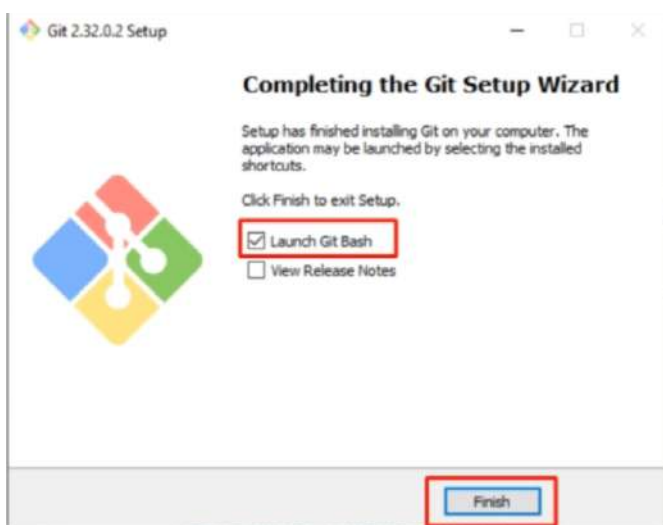 Git 2.32.0.2 Setup
Completing the Git Setup Wizard
Setup has finished installing Git on your computer. The
application may be launched by selecting the installed
shortcuts.
Click Finish to exit Setup.
Launch Git Bash
View Release Notes
Finish